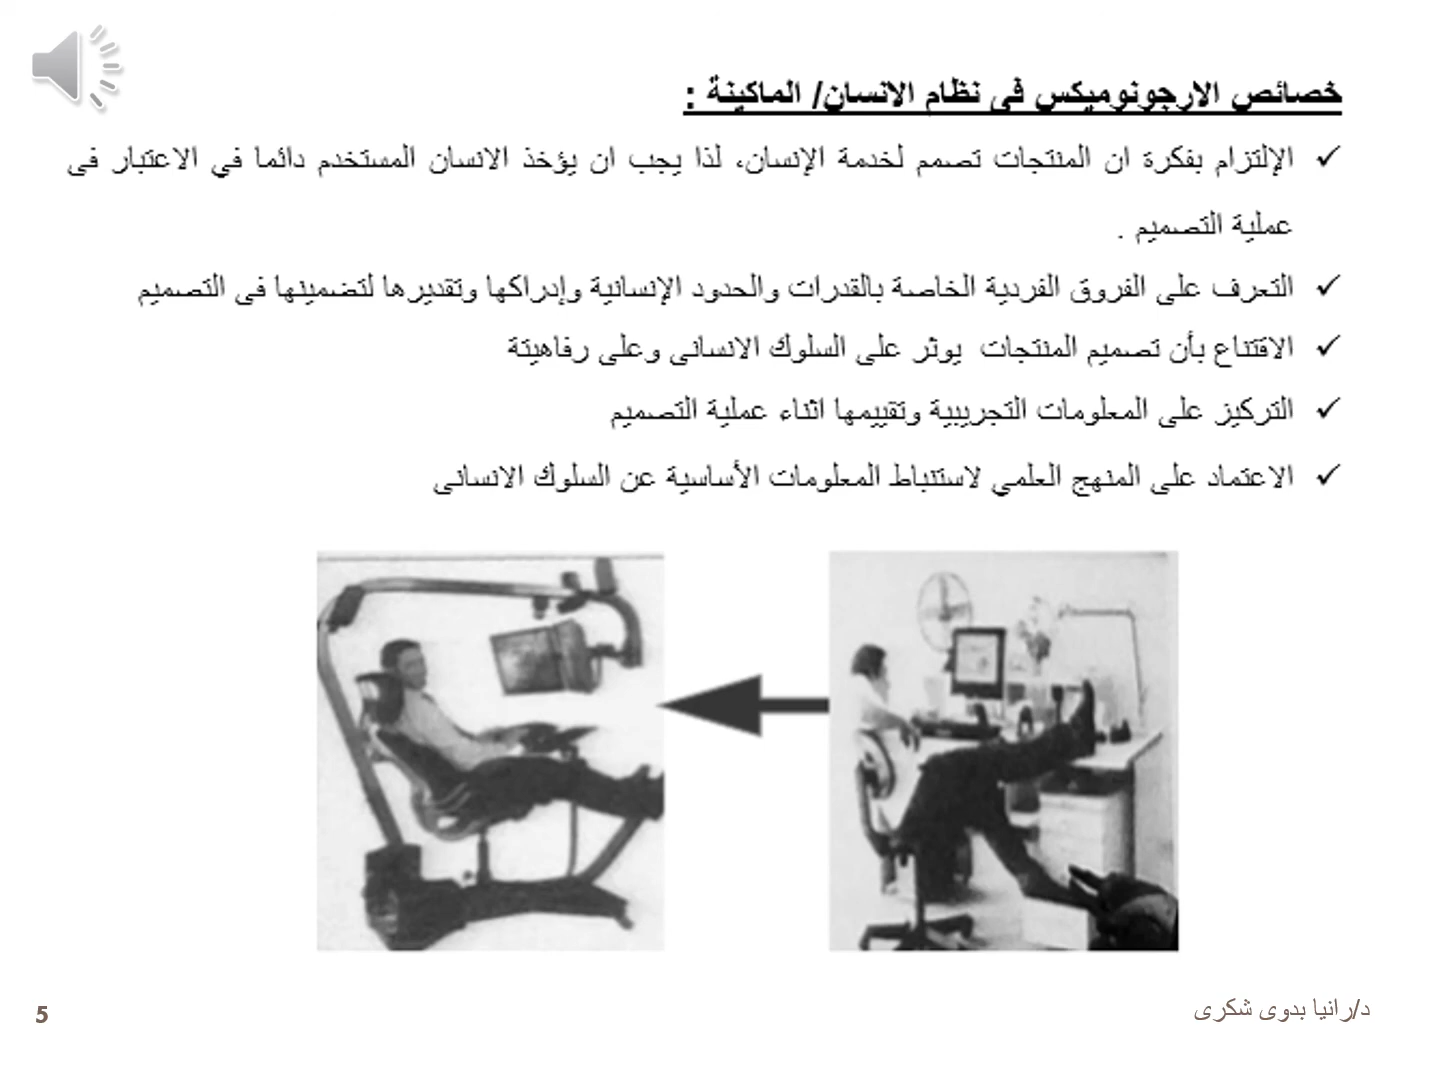 خصائص الارجونوميكس فى نظام الانسان/ الماكينة :
✓ الإلتزام بفكرة ان المنتجات تصمم لخدمة الإنسان، لذا يجب ان يؤخذ الانسان المستخدم دائما في الاعتبار فى
عملية التصميم .
✓ التعرف على الفروق الفردية الخاصة بالقدرات والحدود الإنسانية وإدراكها وتقديرها لتضمينها فى التصميم
✓ الاقتناع بأن تصميم المنتجات يوثر على السلوك الانسانى وعلى رفاهيتة
✓ التركيز على المعلومات التجريبية وتقييمها اثناء عملية التصميم
✓ الاعتماد على المنهج العلمي لاستنباط المعلومات الأساسية عن السلوك الانسانى
د/رانيا بدوى شكرى
5